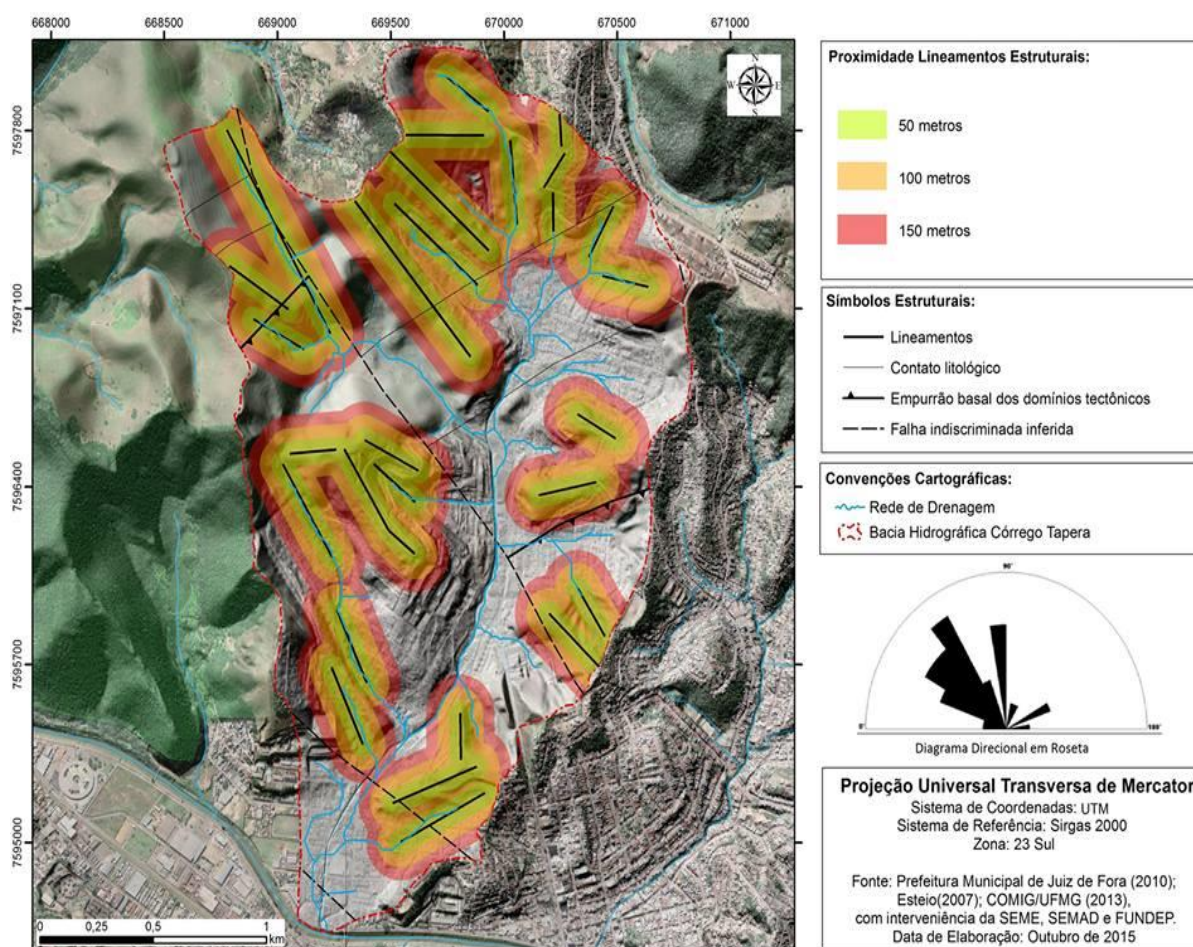 668000 668500 669000 669500 670000 670500 671000
7597800
7597100
7596400
7595700
7595000
N
W E
S
0 0,25 0,5 1
km
Proximidade Lineamentos Estruturais:
50 metros
100 metros
150 metros
Símbolos Estruturais:
Lineamentos
Contato litológico
Empurrão basal dos domínios tectônicos
Falha indiscriminada inferida
Convenções Cartográficas:
Rede de Drenagem
Bacia Hidrográfica Córrego Tapera
90°
0° 180°
Diagrama Direcional em Roseta
Projeção Universal Transversa de Mercator
Sistema de Coordenadas: UTM
Sistema de Referência: Sirgas 2000
Zona: 23 Sul
Fonte: Prefeitura Municipal de Juiz de Fora (2010);
Esteio(2007); COMIG/UFMG (2013),
com interveniência da SEME, SEMAD e FUNDEP.
Data de Elaboração: Outubro de 2015